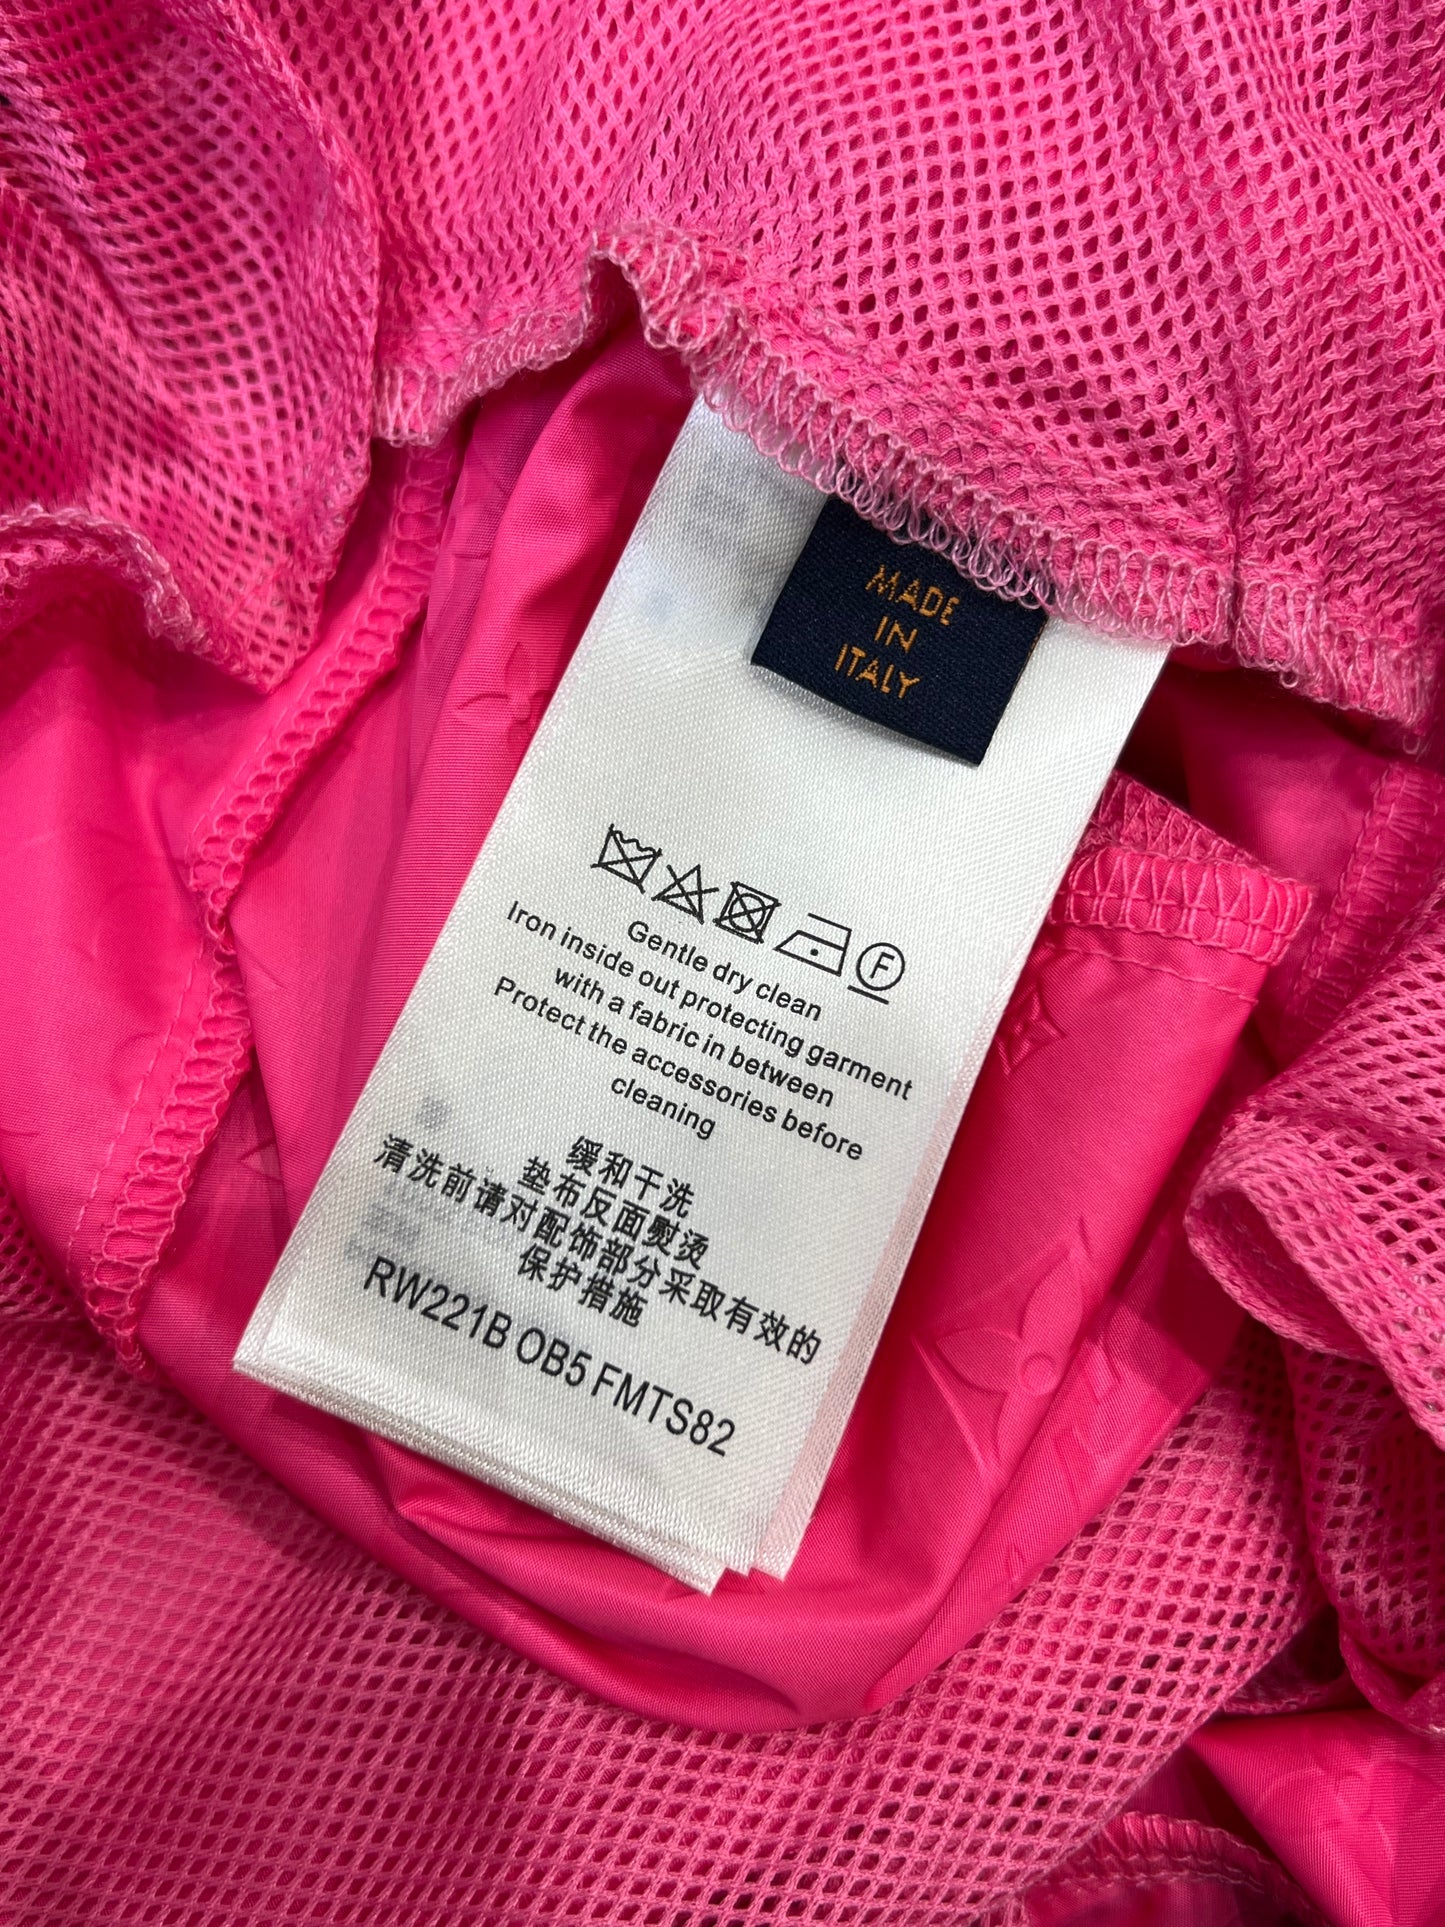 MADE
IN
ITALY
F
Gentle dry clean
Iron inside out protecting garment
with a fabric in between
Protect the accessories before
cleaning
缓和干洗
垫布反面熨烫
清洗前请对配饰部分采取有效的
保护措施
RW221B OB5 FMTS82